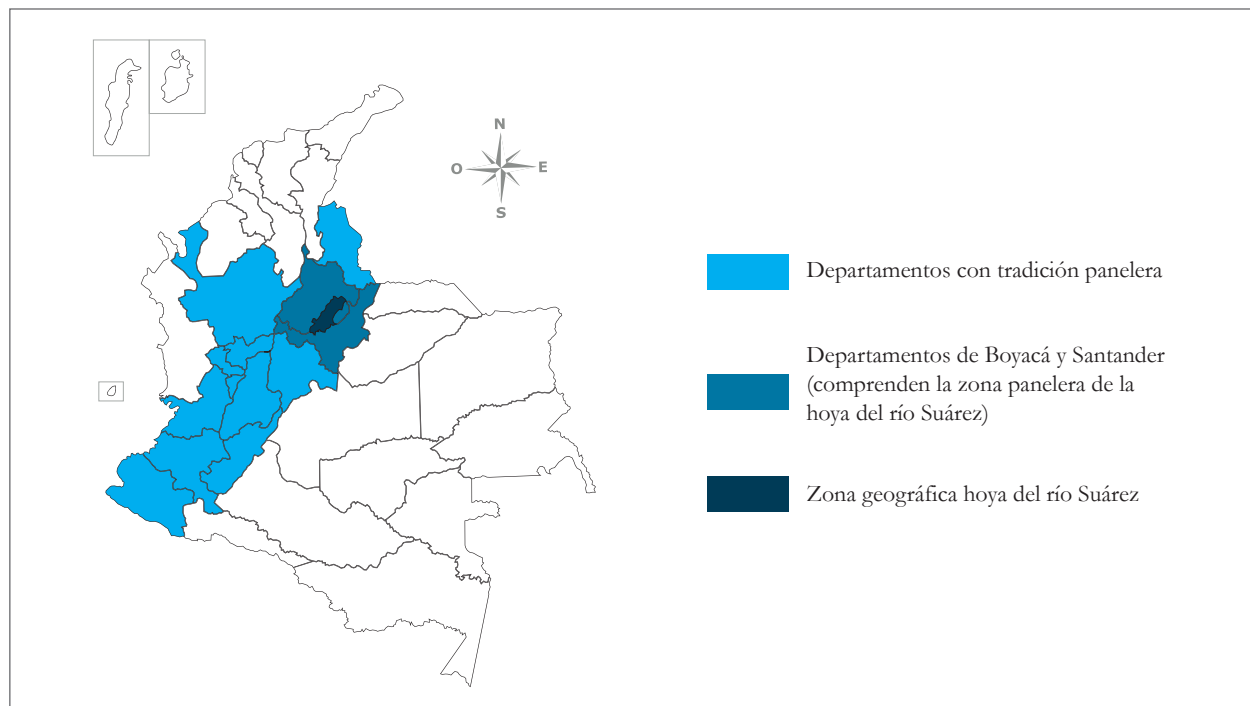 N
O
E
S
Departamentos con tradición panelera
Departamentos de Boyacá y Santander
(comprenden la zona panelera de la
hoya del río Suárez)
Zona geográfica hoya del río Suárez